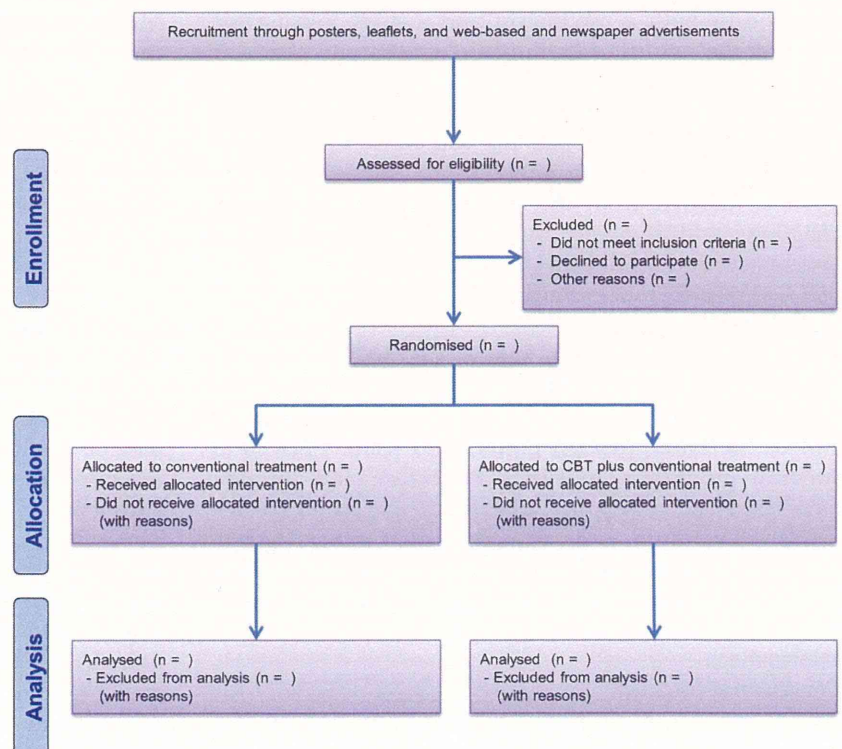 Recruitment through posters, leaflets, and web-based and newspaper advertisements
Enrollment
Assessed for eligibility (n = )
Excluded (n = )
- Did not meet inclusion criteria (n = )
- Declined to participate (n = )
- Other reasons (n = )
Randomised (n = )
Allocation
Allocated to conventional treatment (n = )
- Received allocated intervention (n = )
- Did not receive allocated intervention (n = )
(with reasons)
Allocated to CBT plus conventional treatment (n = )
- Received allocated intervention (n = )
- Did not receive allocated intervention (n = )
(with reasons)
Analysis
Analysed (n = )
- Excluded from analysis (n = )
(with reasons)
Analysed (n = )
- Excluded from analysis (n = )
(with reasons)